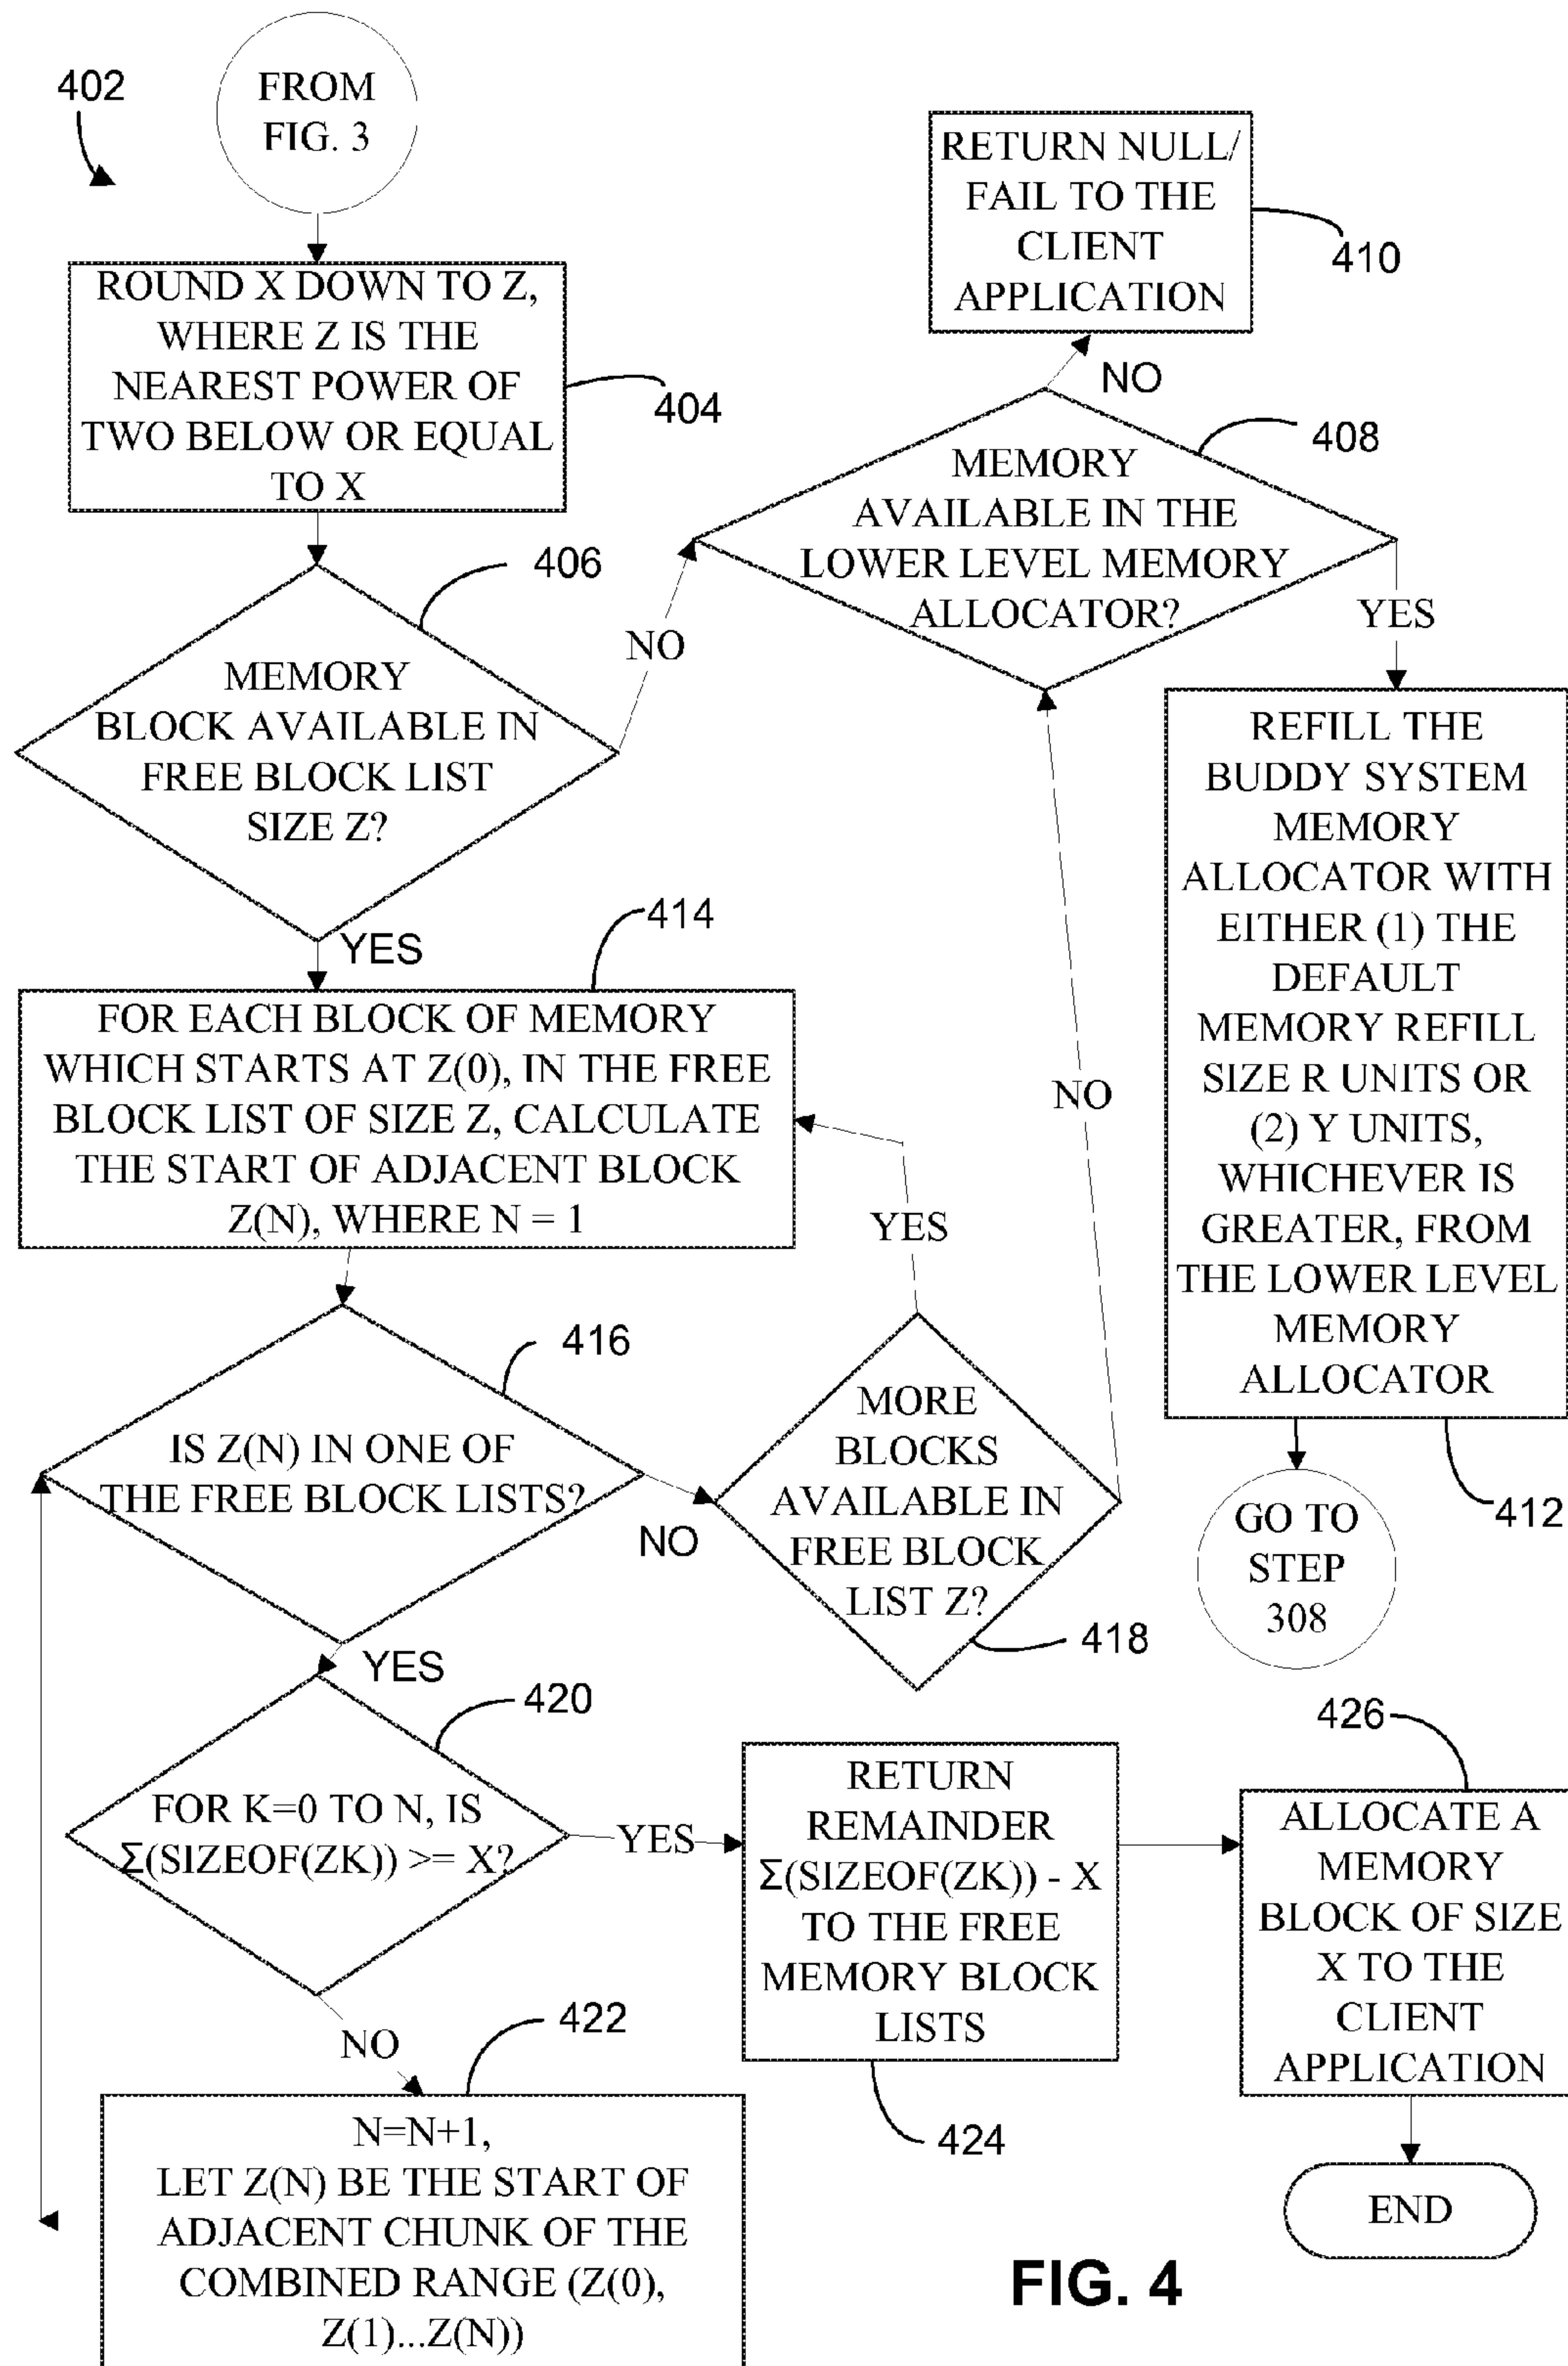 402
FROM
FIG. 3
ROUND X DOWN TO Z,
WHERE Z IS THE
NEAREST POWER OF
TWO BELOW OR EQUAL
TO X
404
406
MEMORY
BLOCK AVAILABLE IN
FREE BLOCK LIST
SIZE Z?
NO
YES
RETURN NULL/
FAIL TO THE
CLIENT
APPLICATION
410
NO
408
MEMORY
AVAILABLE IN THE
LOWER LEVEL MEMORY
ALLOCATOR?
YES
REFILL THE
BUDDY SYSTEM
MEMORY
ALLOCATOR WITH
EITHER (1) THE
DEFAULT
MEMORY REFILL
SIZE R UNITS OR
(2) Y UNITS,
WHICHEVER IS
GREATER, FROM
THE LOWER LEVEL
MEMORY
ALLOCATOR
412
GO TO
STEP
308
414
FOR EACH BLOCK OF MEMORY
WHICH STARTS AT Z(0), IN THE FREE
BLOCK LIST OF SIZE Z, CALCULATE
THE START OF ADJACENT BLOCK
Z(N), WHERE N = 1
YES
NO
416
IS Z(N) IN ONE OF
THE FREE BLOCK LISTS?
NO
MORE
BLOCKS
AVAILABLE IN
FREE BLOCK
LIST Z?
418
YES
420
FOR K=0 TO N, IS
Σ(SIZEOF(ZK)) >= X?
YES
NO
RETURN
REMAINDER
Σ(SIZEOF(ZK)) - X
TO THE FREE
MEMORY BLOCK
LISTS
424
426
ALLOCATE A
MEMORY
BLOCK OF SIZE
X TO THE
CLIENT
APPLICATION
END
422
N=N+1,
LET Z(N) BE THE START OF
ADJACENT CHUNK OF THE
COMBINED RANGE (Z(0),
Z(1)...Z(N))
FIG. 4